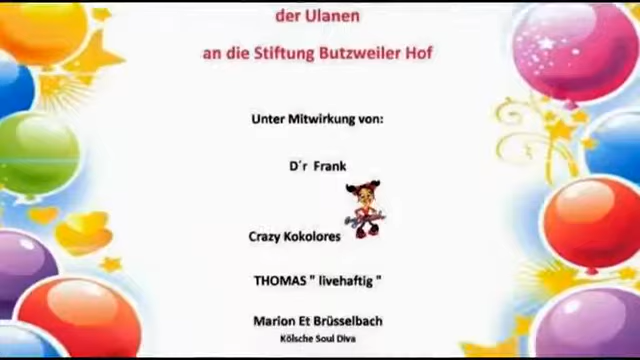 der Ulanen
an die Stiftung Butzweiler Hof
Unter Mitwirkung von:
D´r Frank
Crazy Kokolores
THOMAS " livehaftig "
Marion Et Brüsselbach
Kölsche Soul Diva